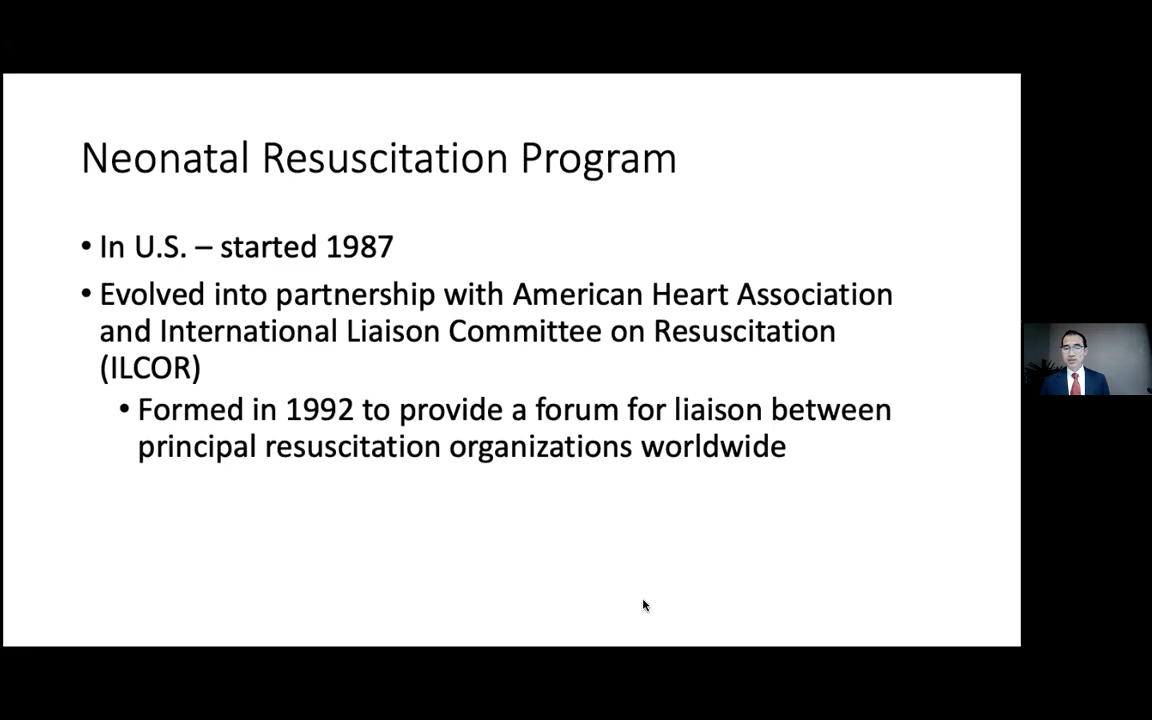 Neonatal Resuscitation Program
• In U.S. – started 1987
• Evolved into partnership with American Heart Association
and International Liaison Committee on Resuscitation
(ILCOR)
• Formed in 1992 to provide a forum for liaison between
principal resuscitation organizations worldwide